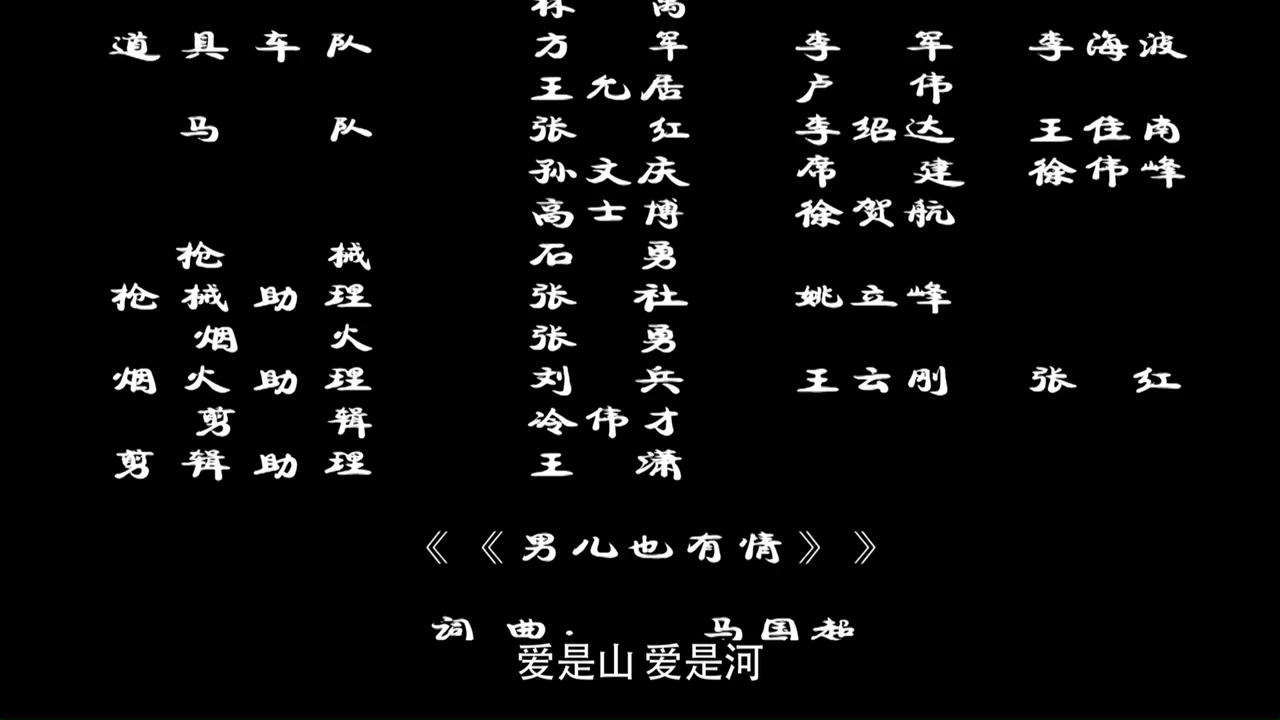 道具车队 方军 李军 李海波
王允居 卢伟
马队 张红 李绍达 王佳南
孙文庆 席建 徐伟峰
高士博 徐贺航
枪械 石勇
枪械助理 张社 姚立峰
烟火 张勇
烟火助理 刘兵 王云刚 张红
剪辑 冷伟才
剪辑助理 王潇
《《男儿也有情》》
词曲: 马国超
爱是山 爱是河